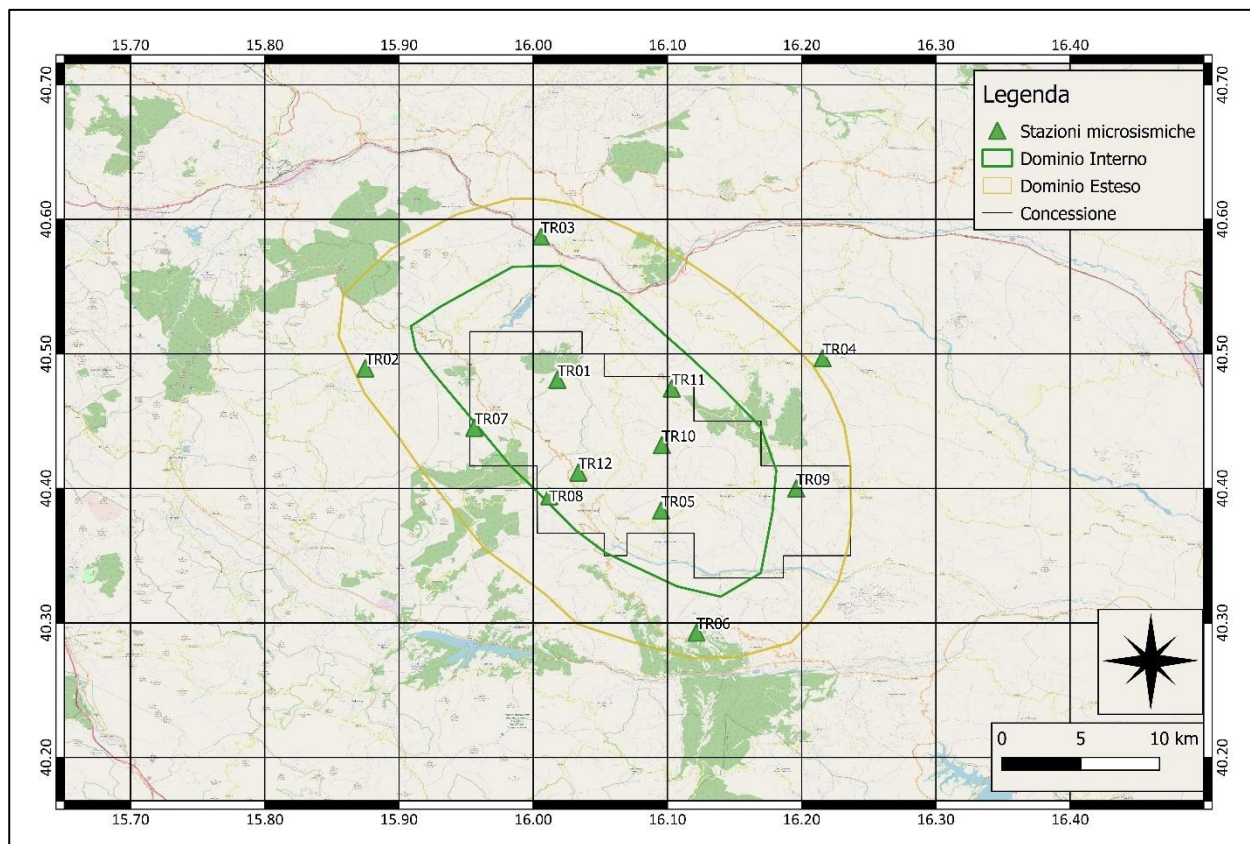 15.70 15.80 15.90 16.00 16.10 16.20 16.30 16.40
40.70 40.70
Legenda
Stazioni microsismiche
Dominio Interno
Dominio Esteso
Concessione
40.60 40.60
TR03
40.50 40.50
TR02
TR04
TR01
TR11
TR07
TR10
TR12
40.40 40.40
TR09
TR08
TR05
40.30 40.30
TR06
0 5 10 km
40.20 40.20
15.70 15.80 15.90 16.00 16.10 16.20 16.30 16.40